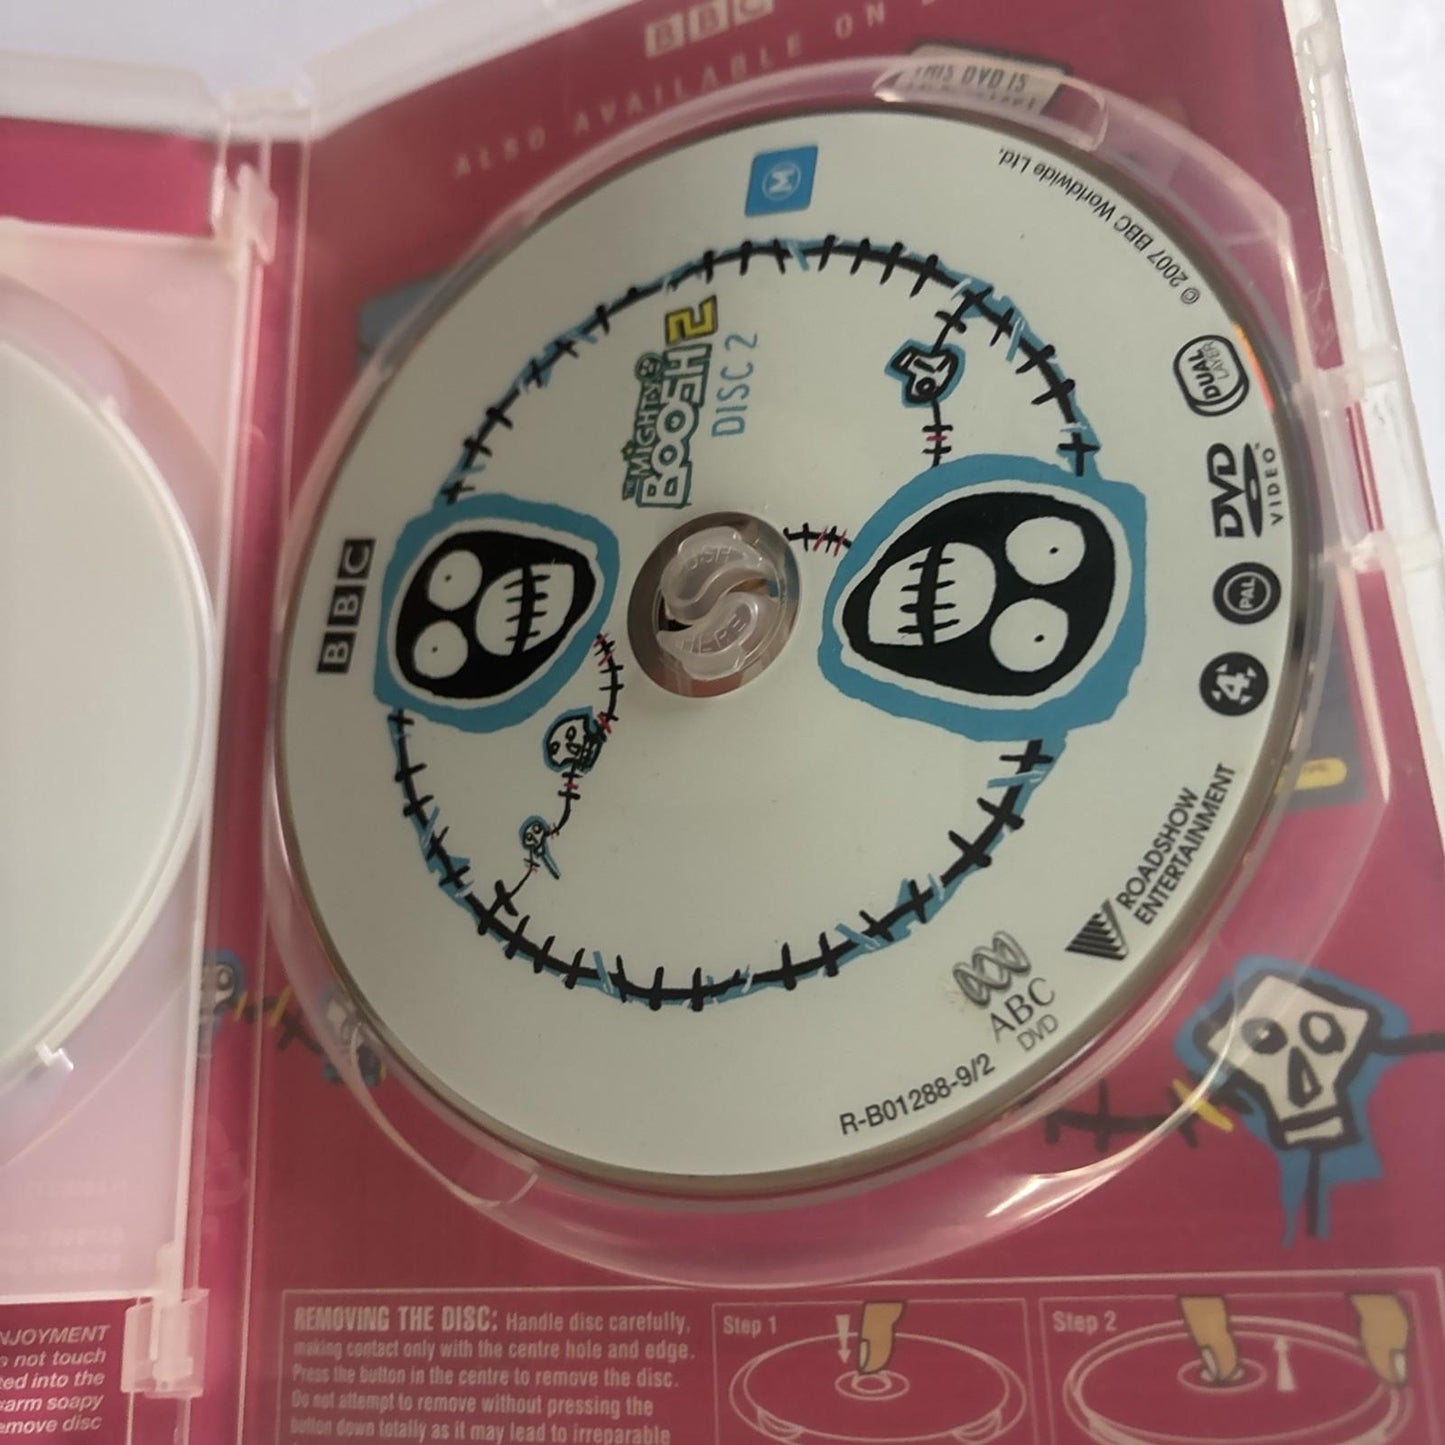 BBC
ALSO AVAILABLE ON
THIS DVD IS
M
© 2007 BBC Worldwide Ltd.
THE MIGHTY
BOOSH 2
DISC 2
BBC
DUAL
LAYER
DVD
VIDEO
PAL
4
PUSH
HERE
ROADSHOW
ENTERTAINMENT
ABC
DVD
R-B01288-9/2
NJOYMENT
not touch
ted into the
arm soapy
emove disc
REMOVING THE DISC: Handle disc carefully,
making contact only with the centre hole and edge.
Press the button in the centre to remove the disc.
Do not attempt to remove without pressing the
button down totally as it may lead to irreparable
Step 1
Step 2